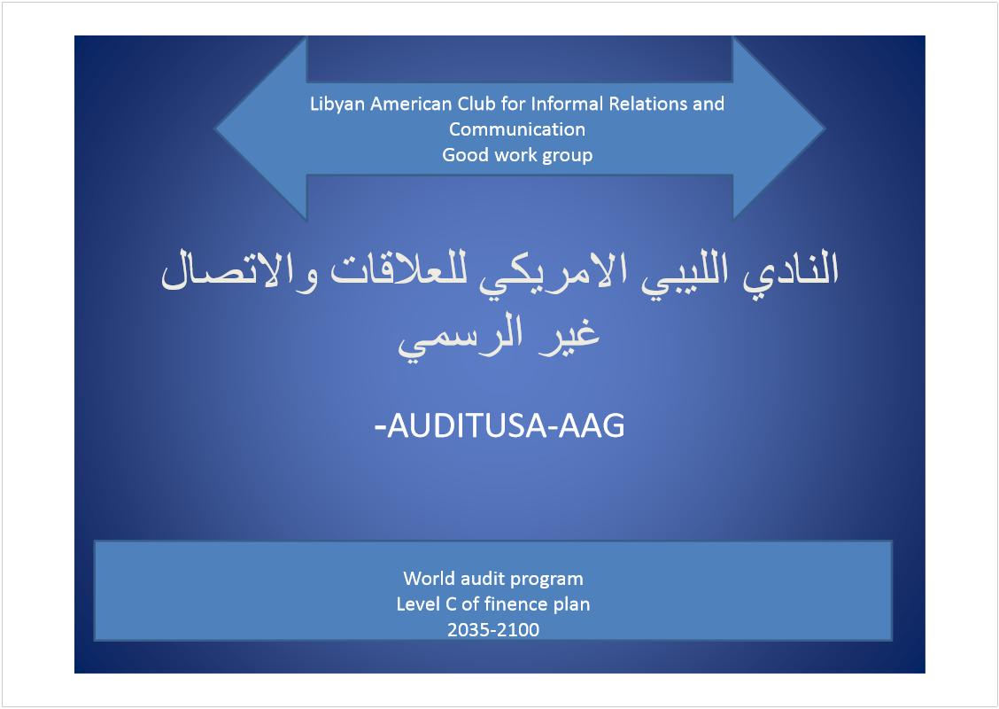 Libyan American Club for Informal Relations and
Communication
Good work group
النادي الليبي الامريكي للعلاقات والاتصال
غير الرسمي
-AUDITUSA-AAG
World audit program
Level C of finence plan
2035-2100